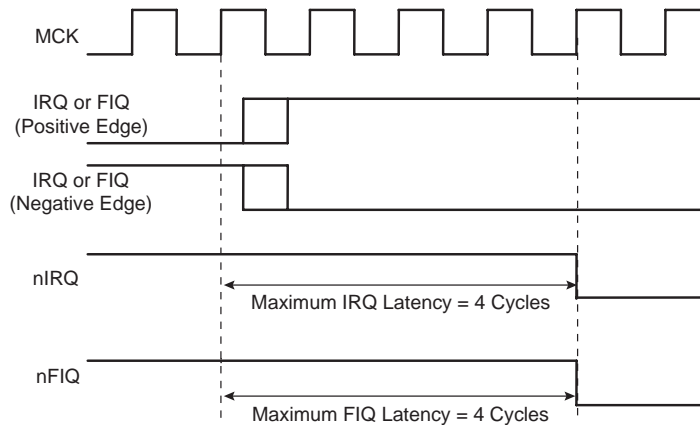 MCK
IRQ or FIQ
(Positive Edge)
IRQ or FIQ
(Negative Edge)
nIRQ
Maximum IRQ Latency = 4 Cycles
nFIQ
Maximum FIQ Latency = 4 Cycles